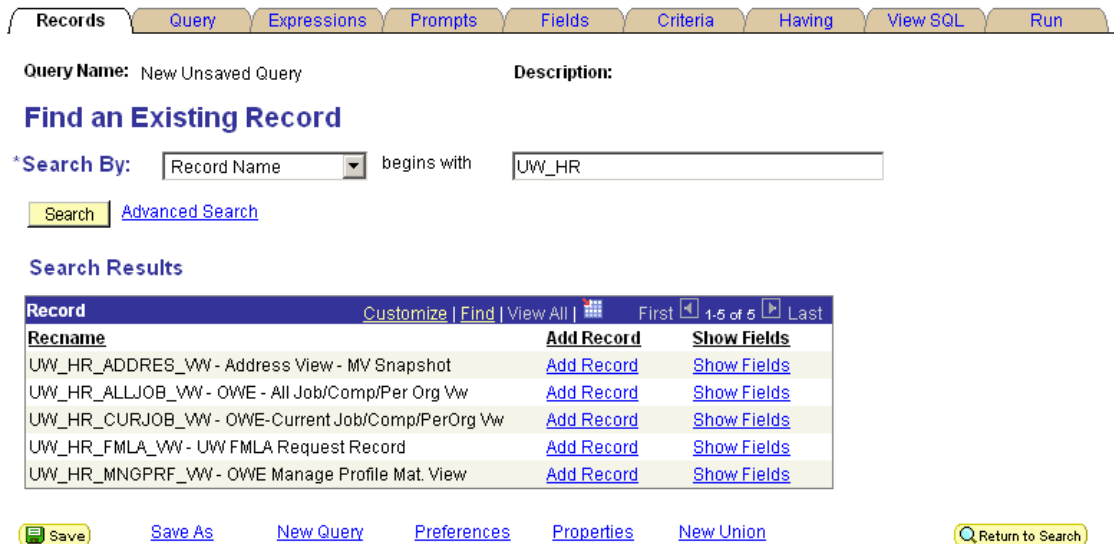 Records Query Expressions Prompts Fields Criteria Having View SQL Run
Query Name: New Unsaved Query Description:
Find an Existing Record
*Search By: Record Name begins with UW_HR
Search Advanced Search
Search Results
Record Customize | Find | View All | First 1-5 of 5 Last
Recname Add Record Show Fields
UW_HR_ADDRES_VW - Address View - MV Snapshot Add Record Show Fields
UW_HR_ALLJOB_VW - OWE - All Job/Comp/Per Org Vw Add Record Show Fields
UW_HR_CURJOB_VW - OWE-Current Job/Comp/PerOrg Vw Add Record Show Fields
UW_HR_FMLA_VW - UW FMLA Request Record Add Record Show Fields
UW_HR_MNGPRF_VW - OWE Manage Profile Mat. View Add Record Show Fields
Save Save As New Query Preferences Properties New Union Return to Search